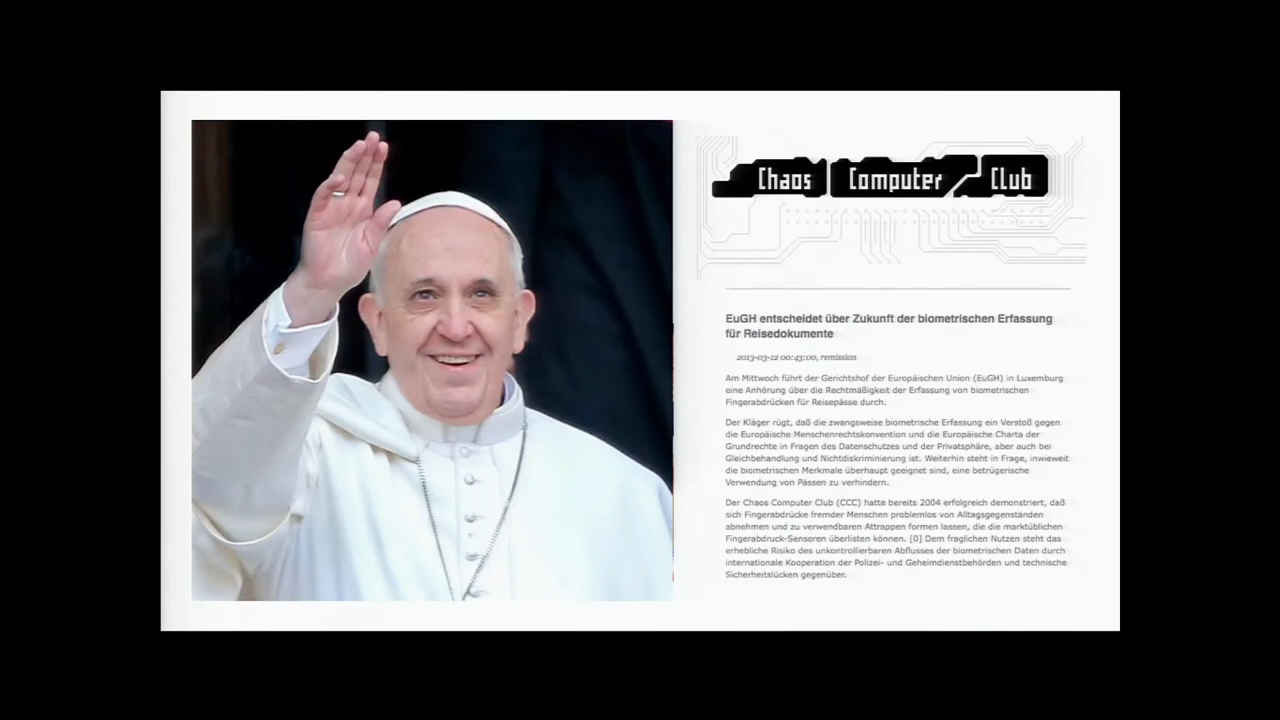 Chaos Computer Club
EuGH entscheidet über Zukunft der biometrischen Erfassung
für Reisedokumente
2013-03-12 00:43:00, remission
Am Mittwoch führt der Gerichtshof der Europäischen Union (EuGH) in Luxemburg
eine Anhörung über die Rechtmäßigkeit der Erfassung von biometrischen
Fingerabdrücken für Reisepässe durch.
Der Kläger rügt, daß die zwangsweise biometrische Erfassung ein Verstoß gegen
die Europäische Menschenrechtskonvention und die Europäische Charta der
Grundrechte in Fragen des Datenschutzes und der Privatsphäre, aber auch bei
Gleichbehandlung und Nichtdiskriminierung ist. Weiterhin steht in Frage, inwieweit
die biometrischen Merkmale überhaupt geeignet sind, eine betrügerische
Verwendung von Pässen zu verhindern.
Der Chaos Computer Club (CCC) hatte bereits 2004 erfolgreich demonstriert, daß
sich Fingerabdrücke fremder Menschen problemlos von Alltagsgegenständen
abnehmen und zu verwendbaren Attrappen formen lassen, die die marktüblichen
Fingerabdruck-Sensoren überlisten können. [0] Dem fraglichen Nutzen steht das
erhebliche Risiko des unkontrollierbaren Abflusses der biometrischen Daten durch
internationale Kooperation der Polizei- und Geheimdienstbehörden und technische
Sicherheitslücken gegenüber.